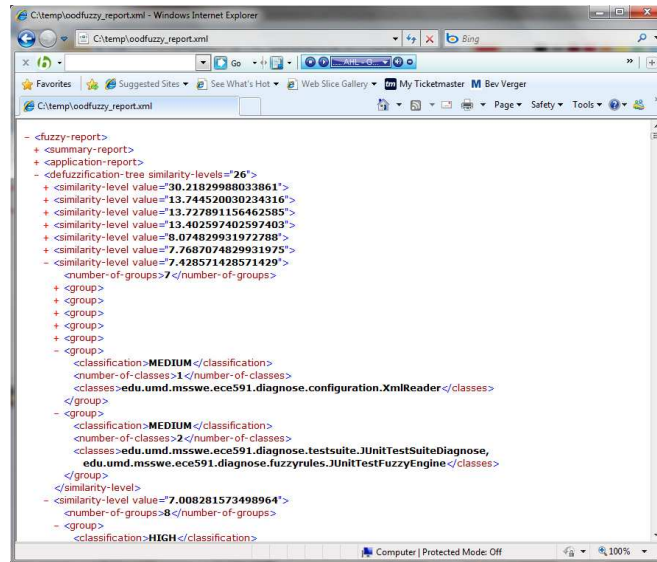 C:\temp\oodfuzzy_report.xml - Windows Internet Explorer
C:\temp\oodfuzzy_report.xml
Bing
Go
AHL - G...
Favorites Suggested Sites See What's Hot Web Slice Gallery My Ticketmaster Bev Verger
C:\temp\oodfuzzy_report.xml Page Safety Tools
- <fuzzy-report>
+ <summary-report>
+ <application-report>
- <defuzzification-tree similarity-levels="26">
+ <similarity-level value="30.21829988033861">
+ <similarity-level value="13.744520030234316">
+ <similarity-level value="13.727891156462585">
+ <similarity-level value="13.402597402597403">
+ <similarity-level value="8.074829931972788">
+ <similarity-level value="7.7687074829931975">
- <similarity-level value="7.428571428571429">
<number-of-groups>7</number-of-groups>
+ <group>
+ <group>
+ <group>
+ <group>
+ <group>
- <group>
<classification>MEDIUM</classification>
<number-of-classes>1</number-of-classes>
<classes>edu.umd.msswe.ece591.diagnose.configuration.XmlReader</classes>
</group>
- <group>
<classification>MEDIUM</classification>
<number-of-classes>2</number-of-classes>
<classes>edu.umd.msswe.ece591.diagnose.testsuite.JUnitTestSuiteDiagnose,
edu.umd.msswe.ece591.diagnose.fuzzyrules.JUnitTestFuzzyEngine</classes>
</group>
</similarity-level>
- <similarity-level value="7.008281573498964">
<number-of-groups>8</number-of-groups>
- <group>
<classification>HIGH</classification>
Computer | Protected Mode: Off 100%